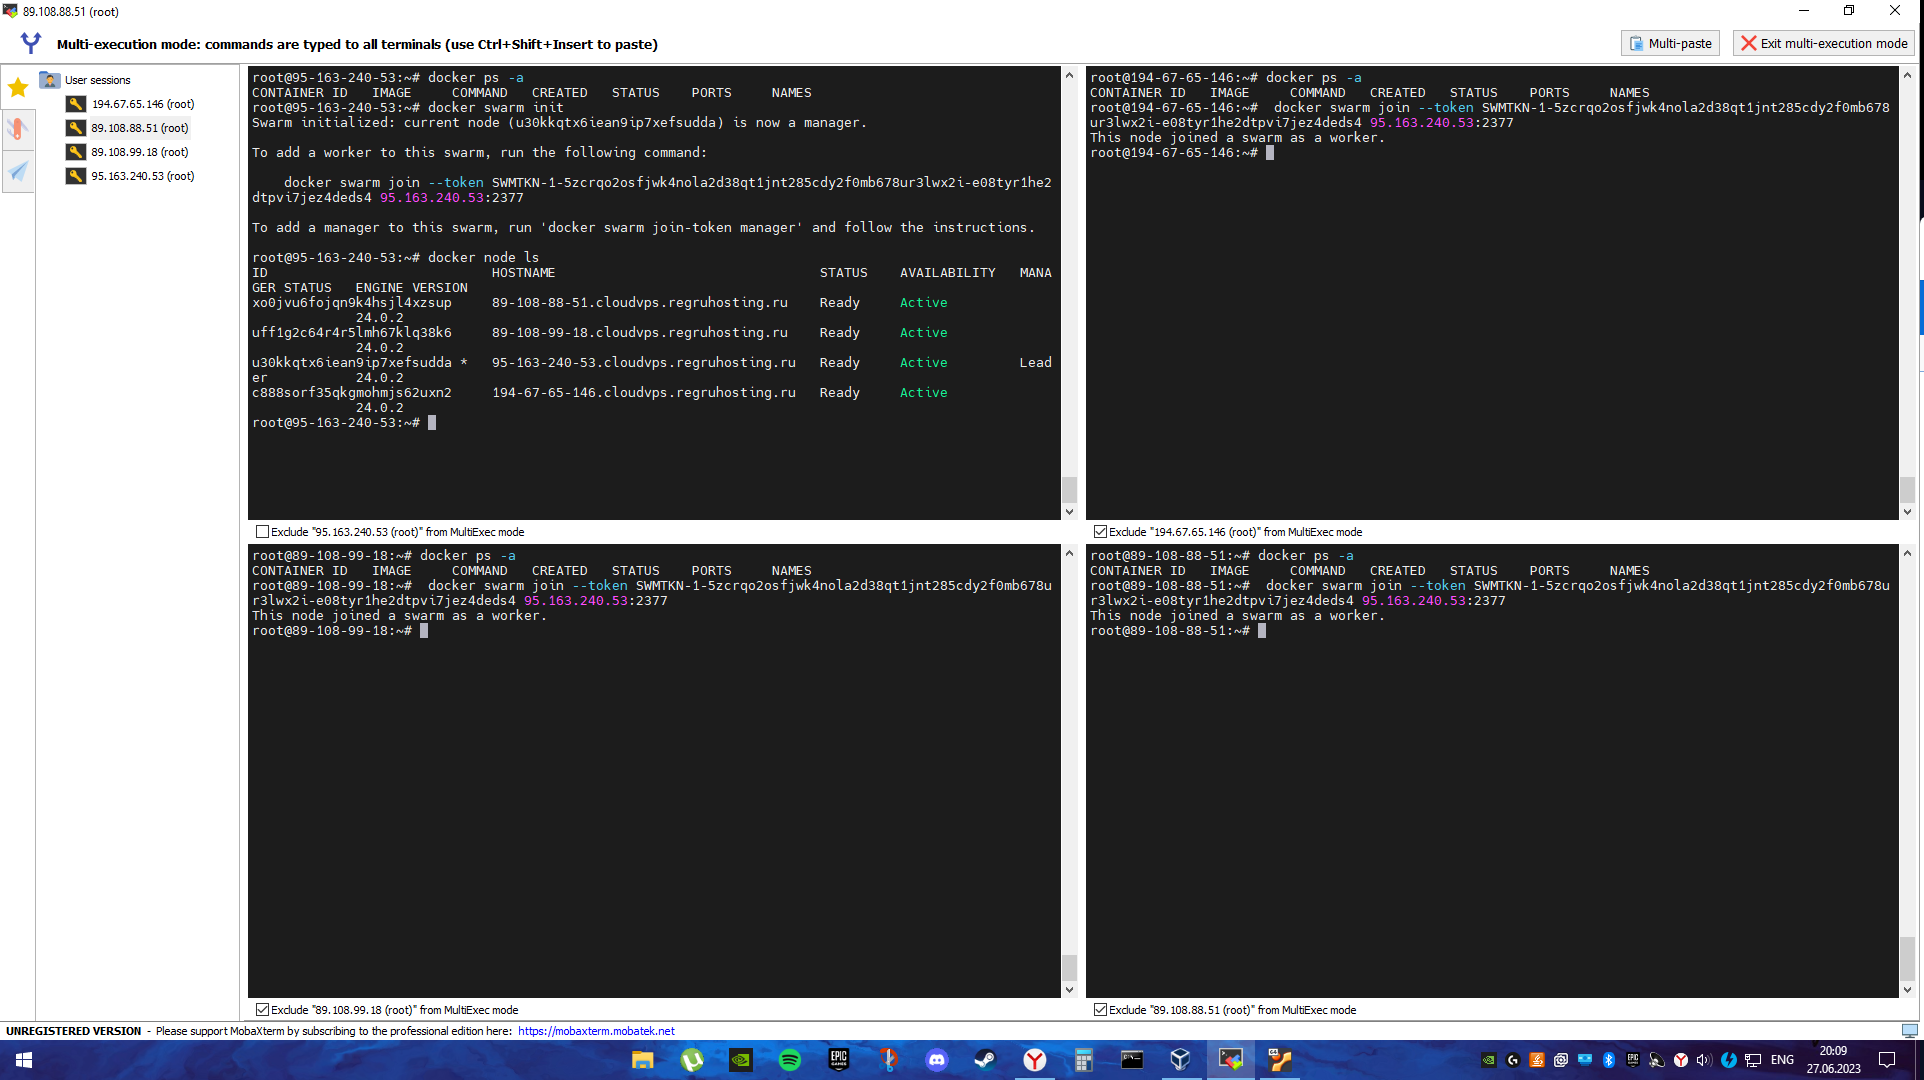 89.108.88.51 (root)
Multi-execution mode: commands are typed to all terminals (use Ctrl+Shift+Insert to paste)
Multi-paste
Exit multi-execution mode
User sessions
194.67.65.146 (root)
89.108.88.51 (root)
89.108.99.18 (root)
95.163.240.53 (root)
root@95-163-240-53:~# docker ps -a
CONTAINER ID   IMAGE     COMMAND   CREATED   STATUS    PORTS     NAMES
root@95-163-240-53:~# docker swarm init
Swarm initialized: current node (u30kkqtx6iean9ip7xefsudda) is now a manager.
To add a worker to this swarm, run the following command:
    docker swarm join --token SWMTKN-1-5zcrqo2osfjwk4nola2d38qt1jnt285cdy2f0mb678ur3lwx2i-e08tyr1he2
dtpvi7jez4deds4 95.163.240.53:2377
To add a manager to this swarm, run 'docker swarm join-token manager' and follow the instructions.
root@95-163-240-53:~# docker node ls
ID                            HOSTNAME                                 STATUS    AVAILABILITY   MANA
GER STATUS   ENGINE VERSION
xo0jvu6fojqn9k4hsjl4xzsup     89-108-88-51.cloudvps.regruhosting.ru    Ready     Active
             24.0.2
uff1g2c64r4r5lmh67klq38k6     89-108-99-18.cloudvps.regruhosting.ru    Ready     Active
             24.0.2
u30kkqtx6iean9ip7xefsudda *   95-163-240-53.cloudvps.regruhosting.ru   Ready     Active         Lead
er           24.0.2
c888sorf35qkgmohmjs62uxn2     194-67-65-146.cloudvps.regruhosting.ru   Ready     Active
             24.0.2
root@95-163-240-53:~#
Exclude "95.163.240.53 (root)" from MultiExec mode
root@194-67-65-146:~# docker ps -a
CONTAINER ID   IMAGE     COMMAND   CREATED   STATUS    PORTS     NAMES
root@194-67-65-146:~#  docker swarm join --token SWMTKN-1-5zcrqo2osfjwk4nola2d38qt1jnt285cdy2f0mb678
ur3lwx2i-e08tyr1he2dtpvi7jez4deds4 95.163.240.53:2377
This node joined a swarm as a worker.
root@194-67-65-146:~#
Exclude "194.67.65.146 (root)" from MultiExec mode
root@89-108-99-18:~# docker ps -a
CONTAINER ID   IMAGE     COMMAND   CREATED   STATUS    PORTS     NAMES
root@89-108-99-18:~#  docker swarm join --token SWMTKN-1-5zcrqo2osfjwk4nola2d38qt1jnt285cdy2f0mb678u
r3lwx2i-e08tyr1he2dtpvi7jez4deds4 95.163.240.53:2377
This node joined a swarm as a worker.
root@89-108-99-18:~#
Exclude "89.108.99.18 (root)" from MultiExec mode
root@89-108-88-51:~# docker ps -a
CONTAINER ID   IMAGE     COMMAND   CREATED   STATUS    PORTS     NAMES
root@89-108-88-51:~#  docker swarm join --token SWMTKN-1-5zcrqo2osfjwk4nola2d38qt1jnt285cdy2f0mb678u
r3lwx2i-e08tyr1he2dtpvi7jez4deds4 95.163.240.53:2377
This node joined a swarm as a worker.
root@89-108-88-51:~#
Exclude "89.108.88.51 (root)" from MultiExec mode
UNREGISTERED VERSION - Please support MobaXterm by subscribing to the professional edition here: https://mobaxterm.mobatek.net
EPIC GAMES
ENG
20:09
27.06.2023